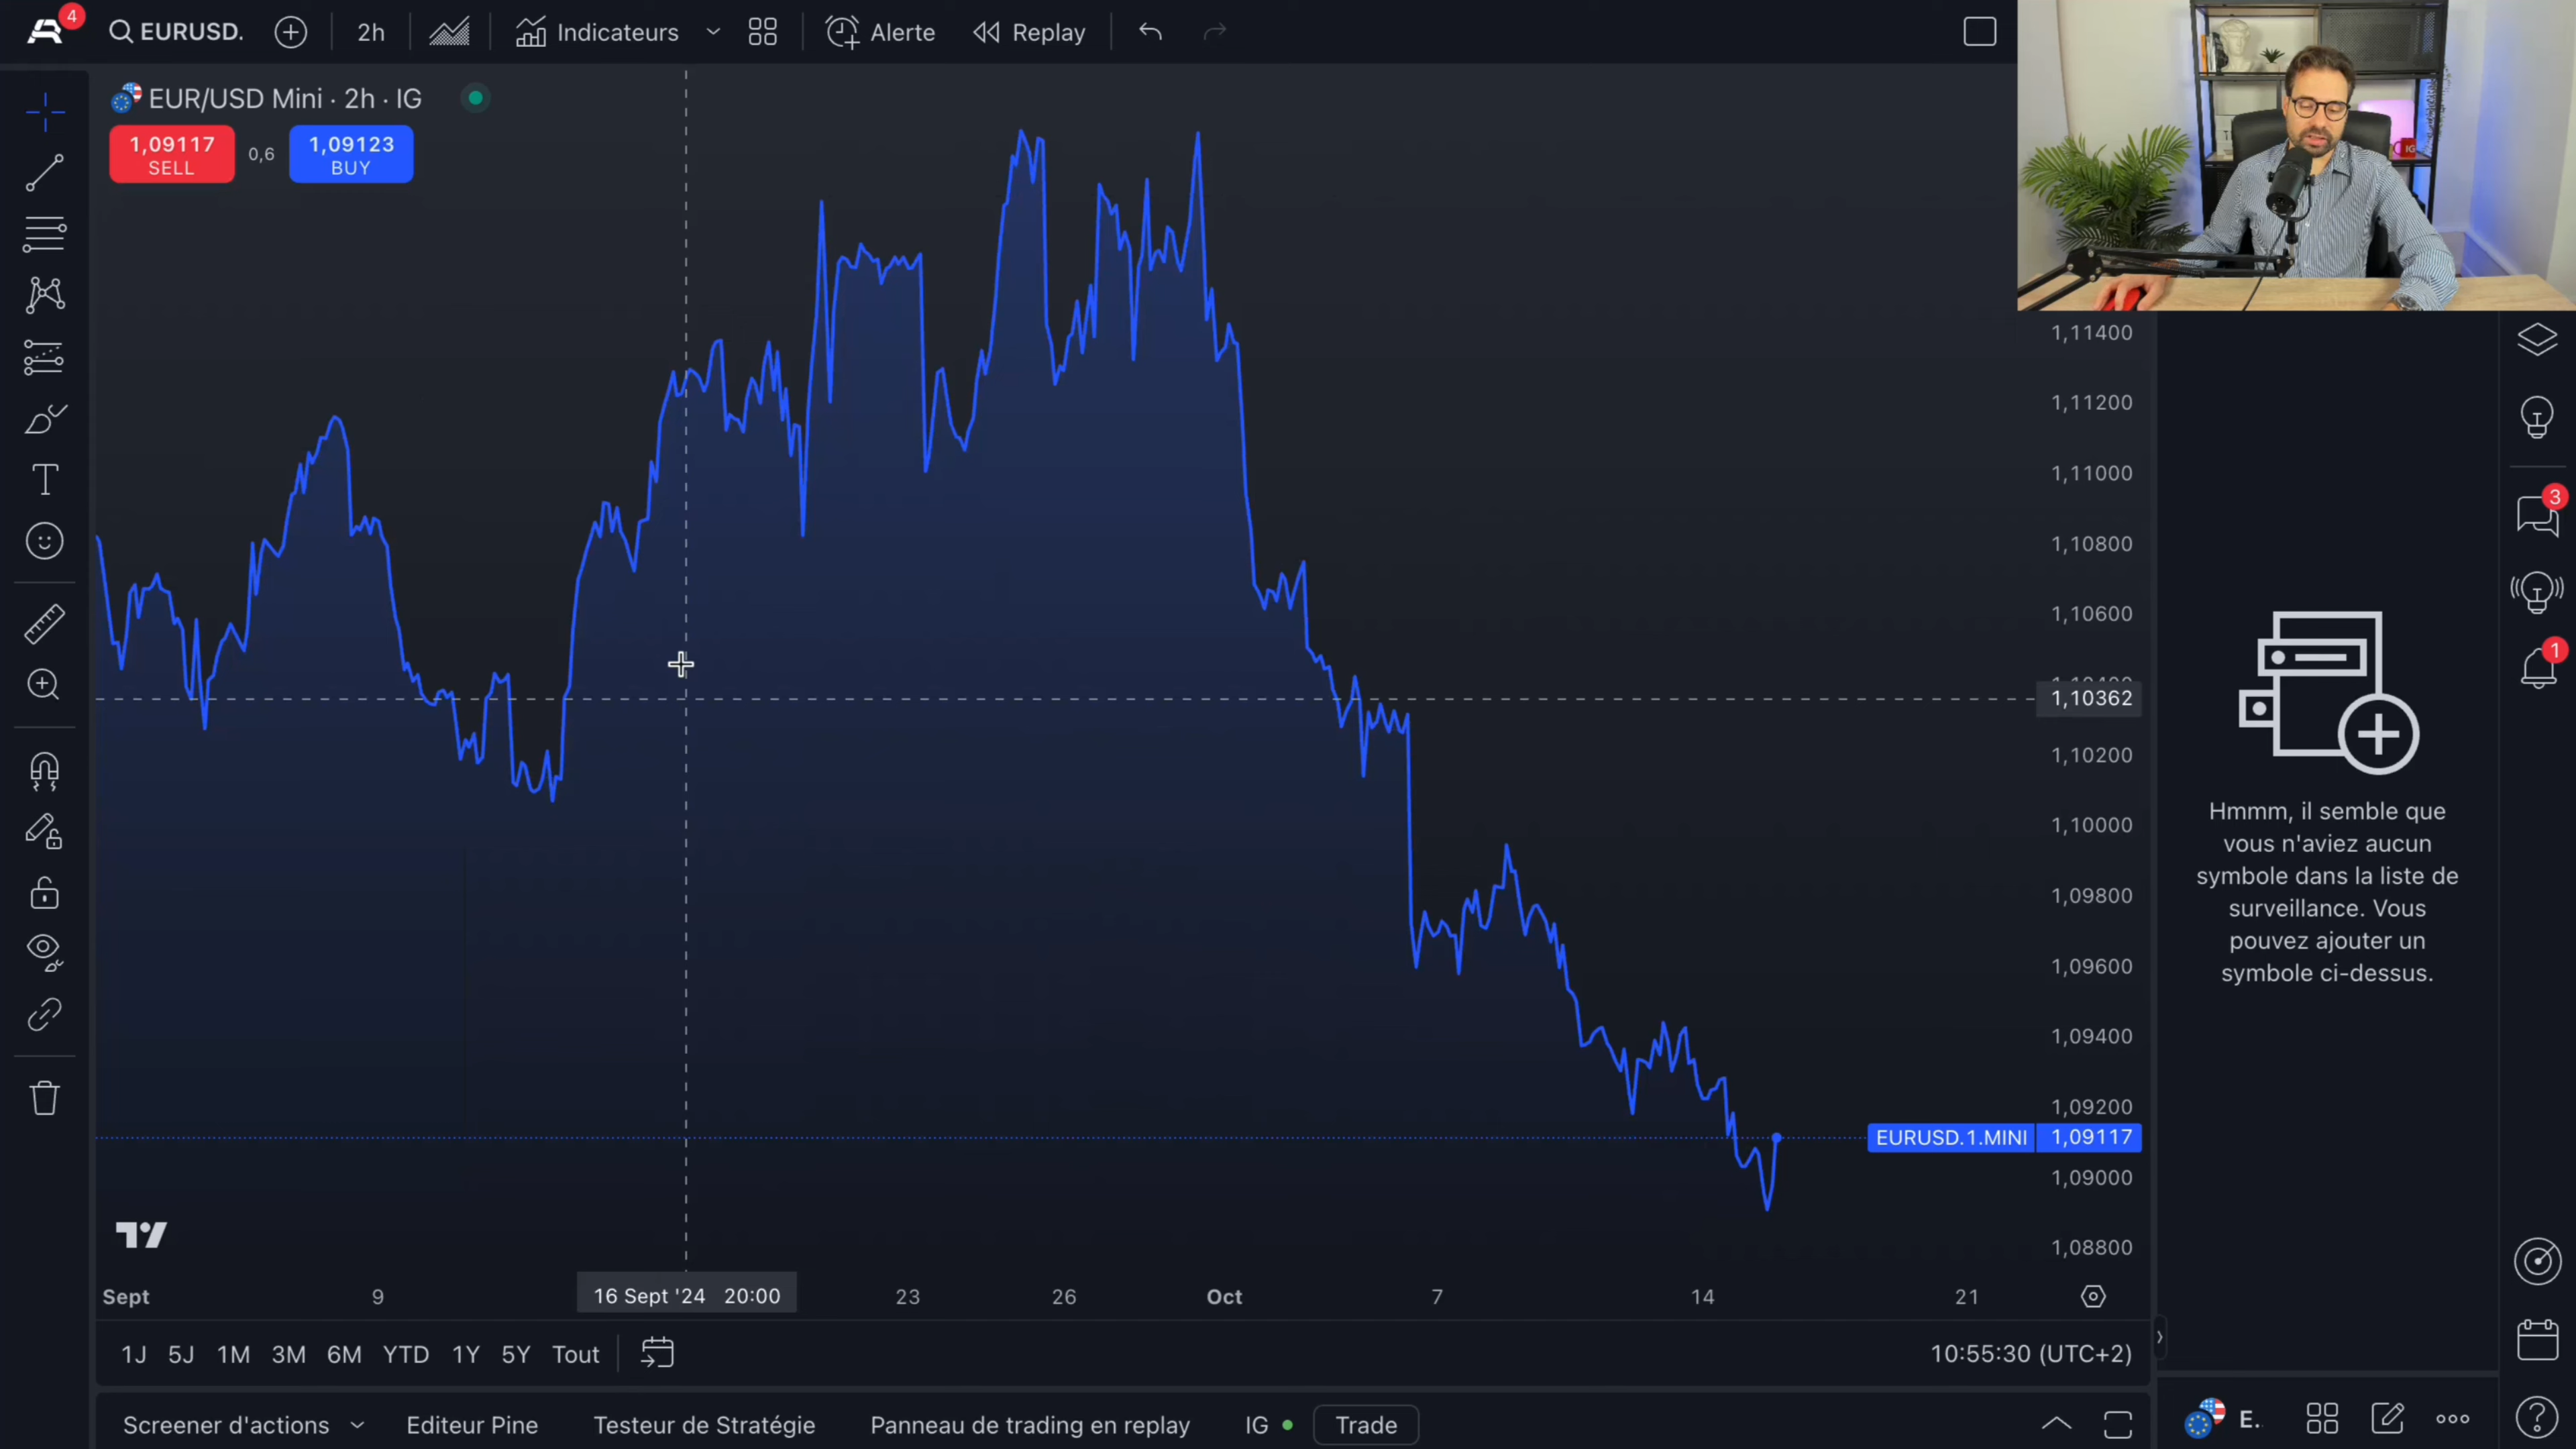 4
EURUSD.
2h
Indicateurs
Alerte
Replay
EUR/USD Mini · 2h · IG
1,09117
SELL
0,6
1,09123
BUY
IG
1,11400
1,11200
1,11000
1,10800
1,10600
1,10362
1,10200
1,10000
1,09800
1,09600
1,09400
1,09200
EURUSD.1.MINI 1,09117
1,09000
1,08800
3
1
Hmmm, il semble que
vous n'aviez aucun
symbole dans la liste de
surveillance. Vous
pouvez ajouter un
symbole ci-dessus.
Sept 9 16 Sept '24 20:00 23 26 Oct 7 14 21
1J 5J 1M 3M 6M YTD 1Y 5Y Tout
10:55:30 (UTC+2)
Screener d'actions Editeur Pine Testeur de Stratégie Panneau de trading en replay IG Trade
E.